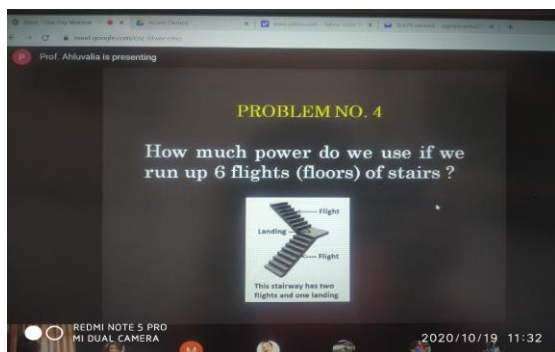 Prof. Ahluvalia is presenting
PROBLEM NO. 4
How much power do we use if we
run up 6 flights (floors) of stairs ?
Flight
Landing
Flight
This stairway has two
flights and one landing
REDMI NOTE 5 PRO
MI DUAL CAMERA
2020/10/19 11:32